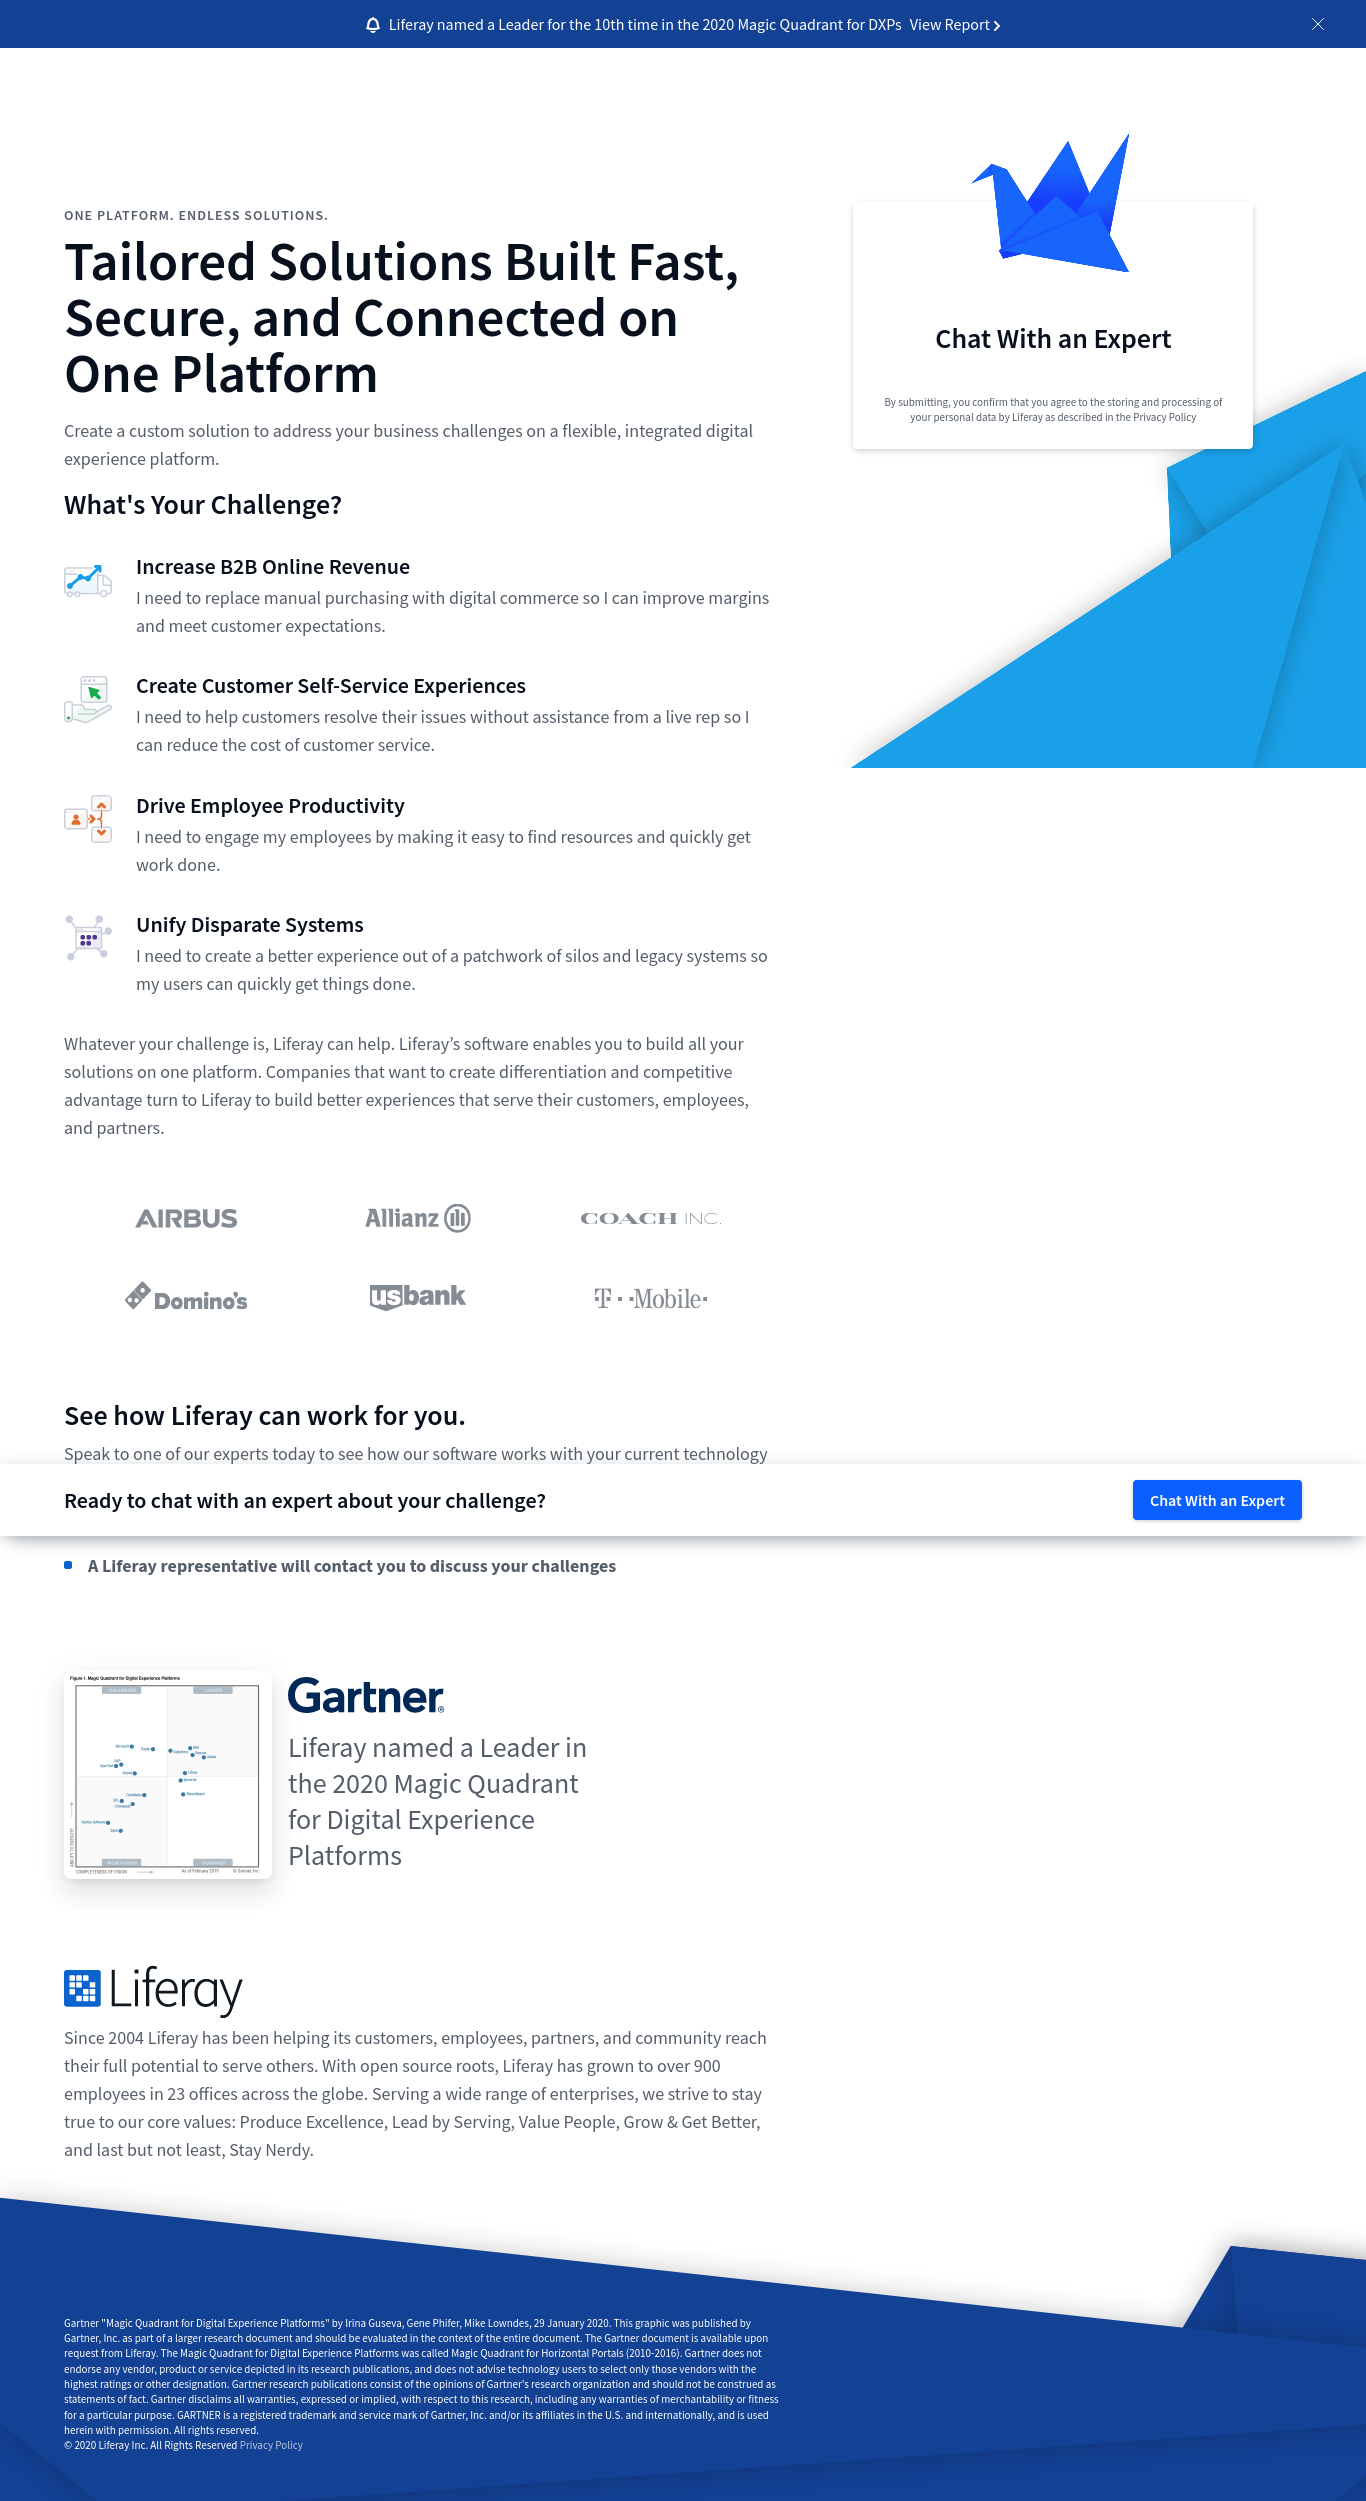 Liferay named a Leader for the 10th time in the 2020 Magic Quadrant for DXPs View Report
ONE PLATFORM. ENDLESS SOLUTIONS.
Tailored Solutions Built Fast,
Secure, and Connected on
One Platform
Create a custom solution to address your business challenges on a flexible, integrated digital
experience platform.
Chat With an Expert
By submitting, you confirm that you agree to the storing and processing of
your personal data by Liferay as described in the Privacy Policy
What's Your Challenge?
Increase B2B Online Revenue
I need to replace manual purchasing with digital commerce so I can improve margins
and meet customer expectations.
Create Customer Self-Service Experiences
I need to help customers resolve their issues without assistance from a live rep so I
can reduce the cost of customer service.
Drive Employee Productivity
I need to engage my employees by making it easy to find resources and quickly get
work done.
Unify Disparate Systems
I need to create a better experience out of a patchwork of silos and legacy systems so
my users can quickly get things done.
Whatever your challenge is, Liferay can help. Liferay’s software enables you to build all your
solutions on one platform. Companies that want to create differentiation and competitive
advantage turn to Liferay to build better experiences that serve their customers, employees,
and partners.
AIRBUS Allianz COACH INC.
Domino's usbank T-Mobile
See how Liferay can work for you.
Speak to one of our experts today to see how our software works with your current technology
Ready to chat with an expert about your challenge?
Chat With an Expert
A Liferay representative will contact you to discuss your challenges
Figure 1. Magic Quadrant for Digital Experience Platforms
COMPLETENESS OF VISION
As of February 2019
© Gartner, Inc
Gartner®
Liferay named a Leader in
the 2020 Magic Quadrant
for Digital Experience
Platforms
Liferay
Since 2004 Liferay has been helping its customers, employees, partners, and community reach
their full potential to serve others. With open source roots, Liferay has grown to over 900
employees in 23 offices across the globe. Serving a wide range of enterprises, we strive to stay
true to our core values: Produce Excellence, Lead by Serving, Value People, Grow & Get Better,
and last but not least, Stay Nerdy.
Gartner "Magic Quadrant for Digital Experience Platforms" by Irina Guseva, Gene Phifer, Mike Lowndes, 29 January 2020. This graphic was published by
Gartner, Inc. as part of a larger research document and should be evaluated in the context of the entire document. The Gartner document is available upon
request from Liferay. The Magic Quadrant for Digital Experience Platforms was called Magic Quadrant for Horizontal Portals (2010-2016). Gartner does not
endorse any vendor, product or service depicted in its research publications, and does not advise technology users to select only those vendors with the
highest ratings or other designation. Gartner research publications consist of the opinions of Gartner's research organization and should not be construed as
statements of fact. Gartner disclaims all warranties, expressed or implied, with respect to this research, including any warranties of merchantability or fitness
for a particular purpose. GARTNER is a registered trademark and service mark of Gartner, Inc. and/or its affiliates in the U.S. and internationally, and is used
herein with permission. All rights reserved.
© 2020 Liferay Inc. All Rights Reserved Privacy Policy